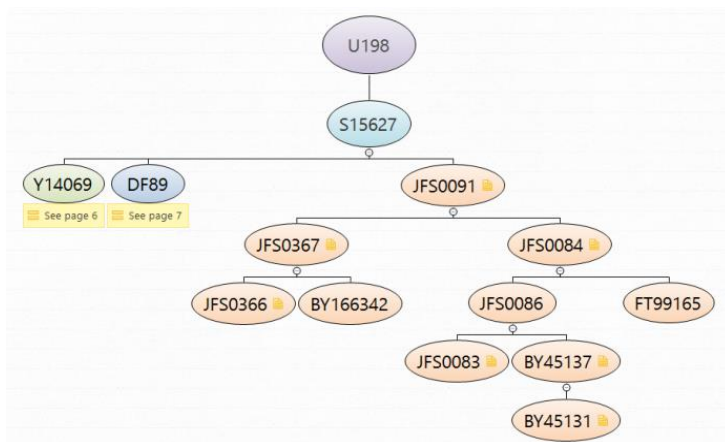 U198
S15627
Y14069
DF89
JFS0091
See page 6
See page 7
JFS0367
JFS0084
JFS0366
BY166342
JFS0086
FT99165
JFS0083
BY45137
BY45131